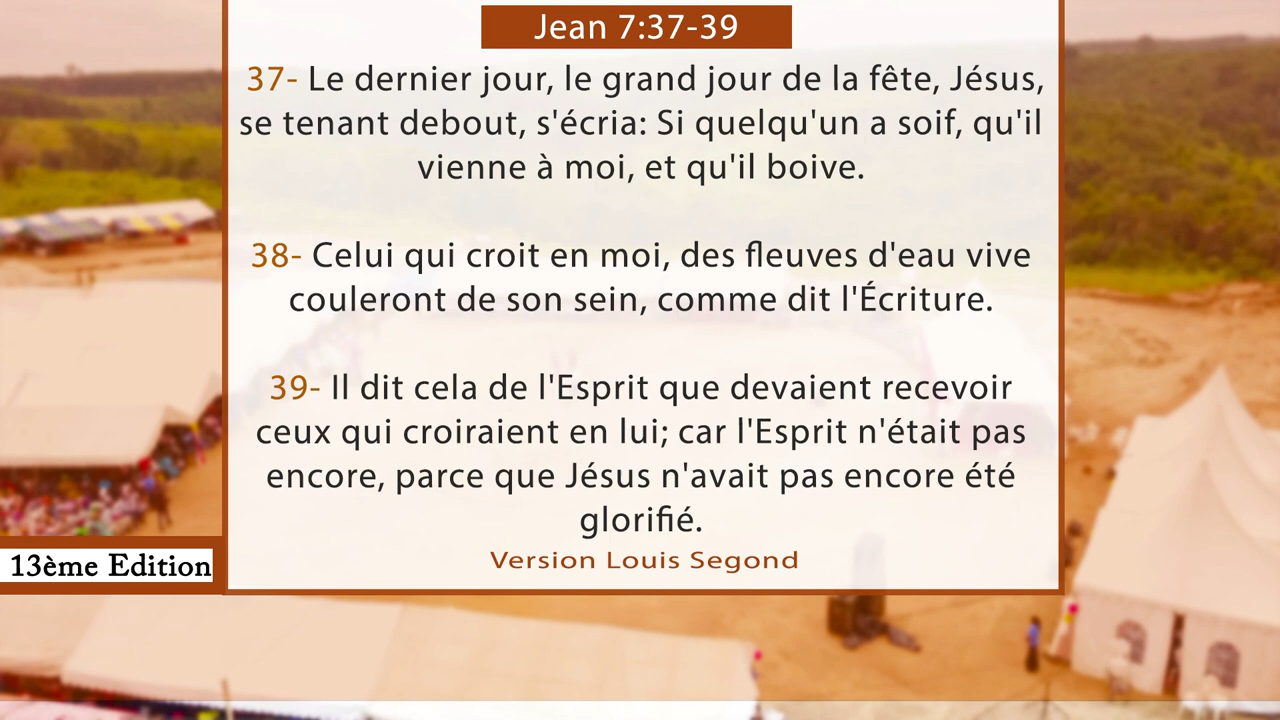 Jean 7:37-39
37- Le dernier jour, le grand jour de la fête, Jésus,
se tenant debout, s'écria: Si quelqu'un a soif, qu'il
vienne à moi, et qu'il boive.
38- Celui qui croit en moi, des fleuves d'eau vive
couleront de son sein, comme dit l'Écriture.
39- Il dit cela de l'Esprit que devaient recevoir
ceux qui croiraient en lui; car l'Esprit n'était pas
encore, parce que Jésus n'avait pas encore été
glorifié.
Version Louis Segond
13ème Edition